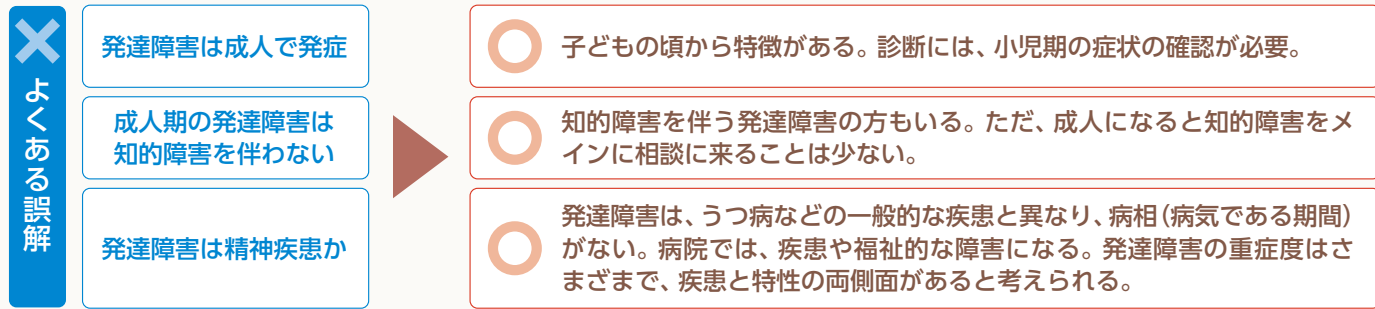 よくある誤解
発達障害は成人で発症
子どもの頃から特徴がある。診断には、小児期の症状の確認が必要。
成人期の発達障害は
知的障害を伴わない
知的障害を伴う発達障害の方もいる。ただ、成人になると知的障害をメ
インに相談に来ることは少ない。
発達障害は精神疾患か
発達障害は、うつ病などの一般的な疾患と異なり、病相（病気である期間）
がない。病院では、疾患や福祉的な障害になる。発達障害の重症度はさ
まざまで、疾患と特性の両側面があると考えられる。